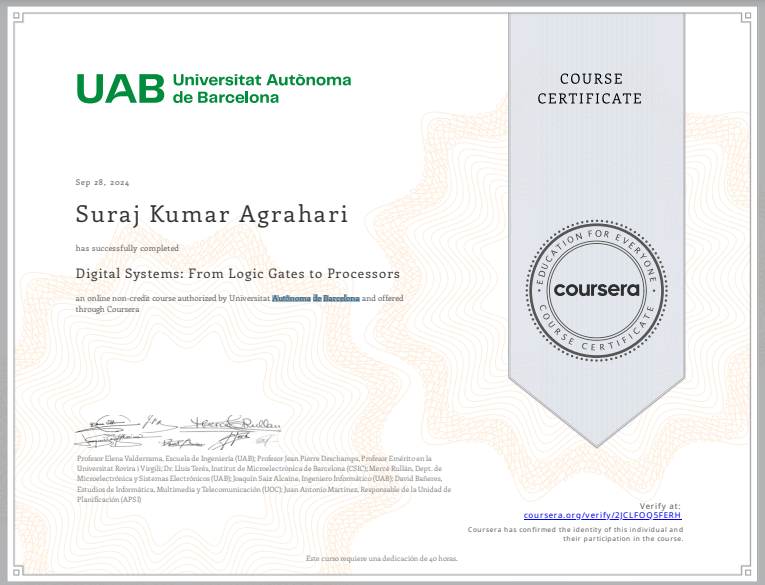 UAB Universitat Autònoma
de Barcelona
COURSE
CERTIFICATE
Sep 28, 2024
Suraj Kumar Agrahari
has successfully completed
Digital Systems: From Logic Gates to Processors
an online non-credit course authorized by Universitat Autònoma de Barcelona and offered
through Coursera
EDUCATION FOR EVERYONE
coursera
COURSE CERTIFICATE
Profesor Elena Valderrama, Escuela de Ingeniería (UAB); Profesor Jean Pierre Deschamps, Profesor Emérito en la
Universitat Rovira i Virgili; Dr. Lluís Terés, Institut de Microelectrònica de Barcelona (CSIC); Mercè Rullán, Dept. de
Microelectrónica y Sistemas Electrónicos (UAB); Joaquín Saiz Alcaine, Ingeniero Informático (UAB); David Bañeres,
Estudios de Informática, Multimedia y Telecomunicación (UOC); Juan Antonio Martínez, Responsable de la Unidad de
Planificación (APSI)
Verify at:
coursera.org/verify/2JCLFOQ5FERH
Coursera has confirmed the identity of this individual and
their participation in the course.
Este curso requiere una dedicación de 40 horas.